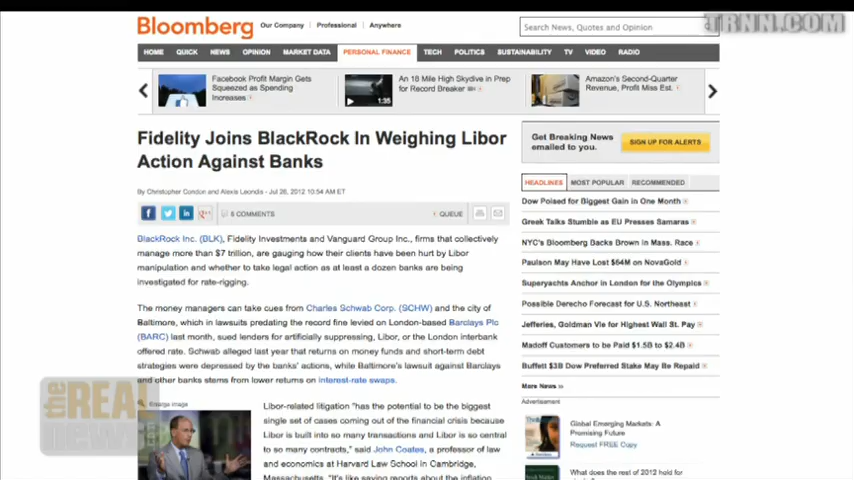 TRNN.COM
Bloomberg
Our Company
Professional
Anywhere
Search News, Quotes and Opinion
HOME QUICK NEWS OPINION MARKET DATA PERSONAL FINANCE TECH POLITICS SUSTAINABILITY TV VIDEO RADIO
Facebook Profit Margin Gets
Squeezed as Spending
Increases
1:35
An 18 Mile High Skydive in Prep
for Record Breaker
Amazon's Second-Quarter
Revenue, Profit Miss Est.
Fidelity Joins BlackRock In Weighing Libor
Action Against Banks
By Christopher Condon and Alexis Leondis - Jul 26, 2012 10:54 AM ET
5 COMMENTS
QUEUE
BlackRock Inc. (BLK), Fidelity Investments and Vanguard Group Inc., firms that collectively
manage more than $7 trillion, are gauging how their clients have been hurt by Libor
manipulation and whether to take legal action as at least a dozen banks are being
investigated for rate-rigging.
The money managers can take cues from Charles Schwab Corp. (SCHW) and the city of
Baltimore, which in lawsuits predating the record fine levied on London-based Barclays Plc
(BARC) last month, sued lenders for artificially suppressing, Libor, or the London interbank
offered rate. Schwab alleged last year that returns on money funds and short-term debt
strategies were depressed by the banks' actions, while Baltimore's lawsuit against Barclays
and other banks stems from lower returns on interest-rate swaps.
Enlarge image
Libor-related litigation "has the potential to be the biggest
single set of cases coming out of the financial crisis because
Libor is built into so many transactions and Libor is so central
to so many contracts," said John Coates, a professor of law
and economics at Harvard Law School in Cambridge,
Massachusetts. "It's like saying reports about the inflation
Get Breaking News
emailed to you.
SIGN UP FOR ALERTS
HEADLINES MOST POPULAR RECOMMENDED
Dow Poised for Biggest Gain in One Month
Greek Talks Stumble as EU Presses Samaras
NYC's Bloomberg Backs Brown in Mass. Race
Paulson May Have Lost $64M on NovaGold
Superyachts Anchor in London for the Olympics
Possible Derecho Forecast for U.S. Northeast
Jefferies, Goldman Vie for Highest Wall St. Pay
Madoff Customers to be Paid $1.5B to $2.4B
Buffett $3B Dow Preferred Stake May Be Repaid
More News »
Advertisement
Global Emerging Markets: A
Promising Future
Request FREE Copy
What does the rest of 2012 hold for
the REAL
news